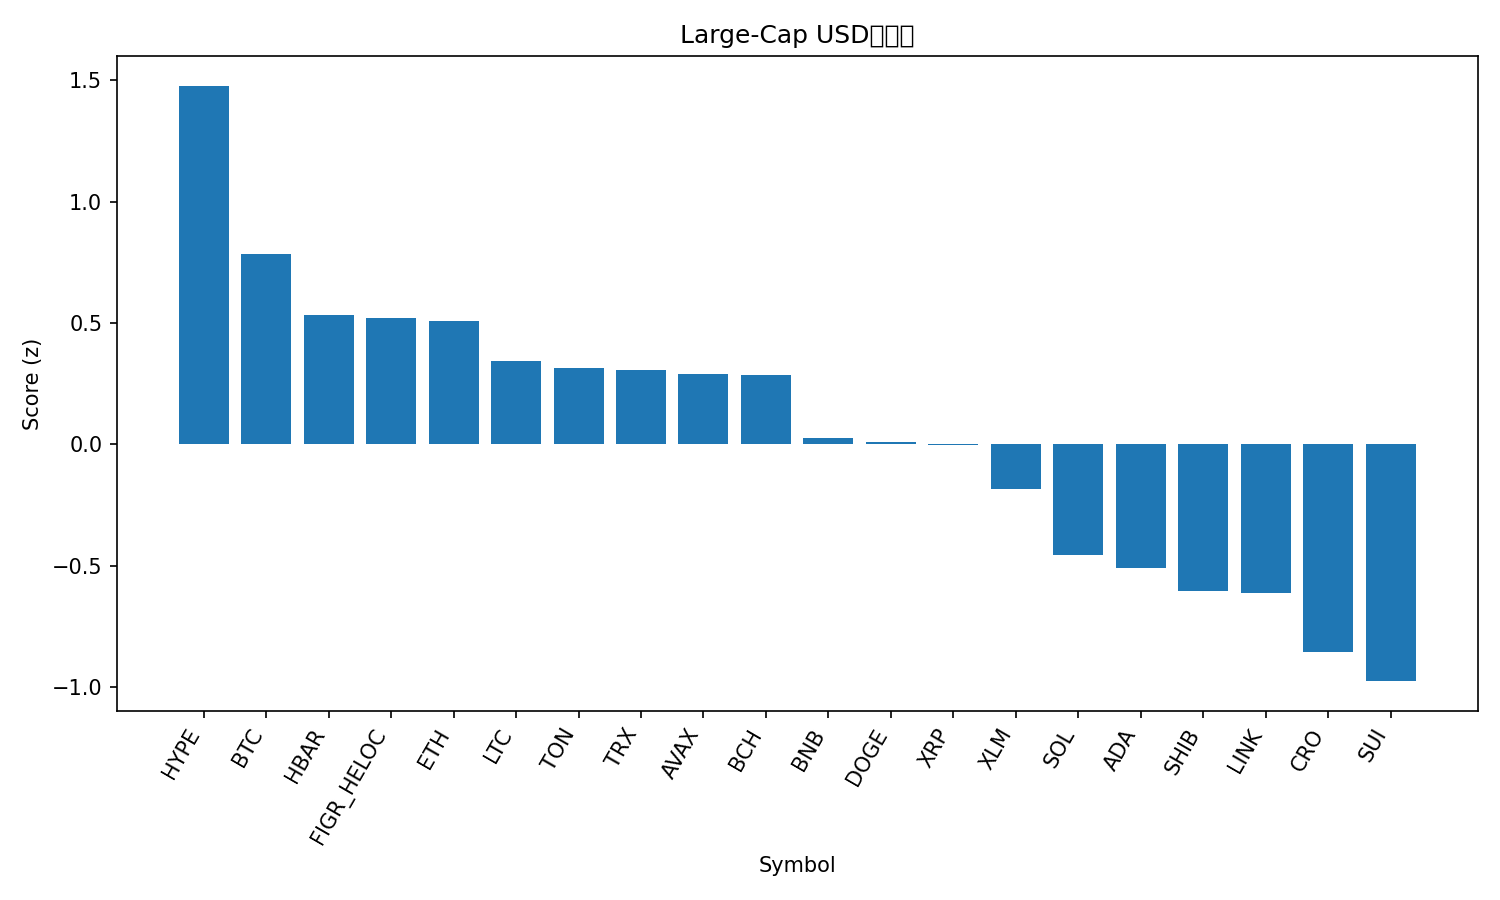 Large-Cap USD
Score (z)
1.5
1.0
0.5
0.0
−0.5
−1.0
HYPE
BTC
HBAR
FIGR_HELOC
ETH
LTC
TON
TRX
AVAX
BCH
BNB
DOGE
XRP
XLM
SOL
ADA
SHIB
LINK
CRO
SUI
Symbol